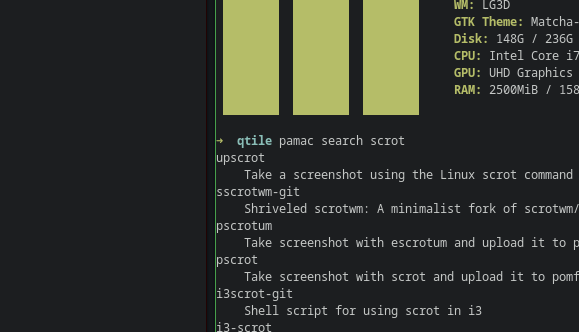 WM: LG3D
GTK Theme: Matcha-
Disk: 148G / 236G
CPU: Intel Core i7
GPU: UHD Graphics
RAM: 2500MiB / 158
➜ qtile pamac search scrot
upscrot
Take a screenshot using the Linux scrot command
sscrotwm-git
Shriveled scrotwm: A minimalist fork of scrotwm/
pscrotum
Take screenshot with escrotum and upload it to p
pscrot
Take screenshot with scrot and upload it to pomf
i3scrot-git
Shell script for using scrot in i3
i3-scrot